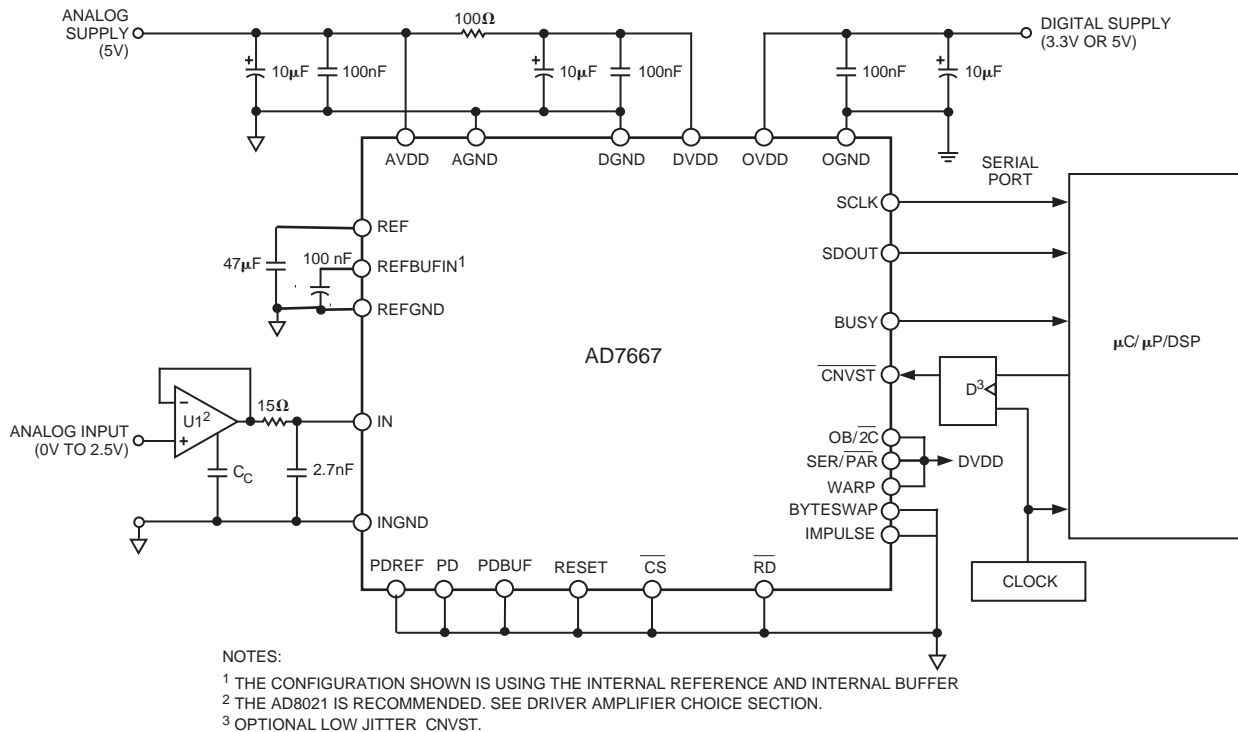 ANALOG
SUPPLY
(5V)
100Ω
DIGITAL SUPPLY
(3.3V OR 5V)
+
10μF
100nF
+
10μF
100nF
100nF
+
10μF
AVDD
AGND
DGND
DVDD
OVDD
OGND
SERIAL
PORT
SCLK
REF
47μF
100 nF
REFBUFIN1
SDOUT
REFGND
BUSY
AD7667
μC/μP/DSP
CNVST
D3
−
U12
+
15Ω
IN
ANALOG INPUT
(0V TO 2.5V)
CC
2.7nF
OB/2C
SER/PAR
DVDD
WARP
BYTESWAP
INGND
IMPULSE
PDREF
PD
PDBUF
RESET
CS
RD
CLOCK
NOTES:
1 THE CONFIGURATION SHOWN IS USING THE INTERNAL REFERENCE AND INTERNAL BUFFER
2 THE AD8021 IS RECOMMENDED. SEE DRIVER AMPLIFIER CHOICE SECTION.
3 OPTIONAL LOW JITTER CNVST.